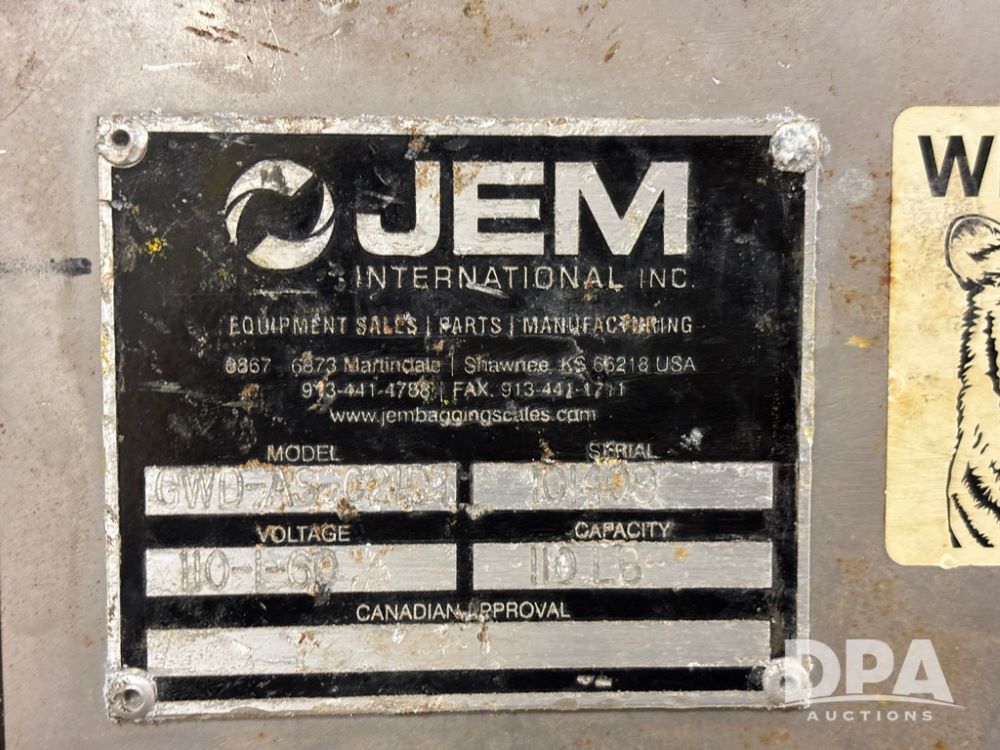 JEM
INTERNATIONAL INC.
EQUIPMENT SALES | PARTS | MANUFACTURING
6873 Martindale | Shawnee, KS 66218 USA
913-441-4788 | FAX 913-441-1711
www.jembaggingscales.com
MODEL SERIAL
VOLTAGE CAPACITY
110-1-60 110 LB
CANADIAN APPROVAL
W
DPA
AUCTIONS